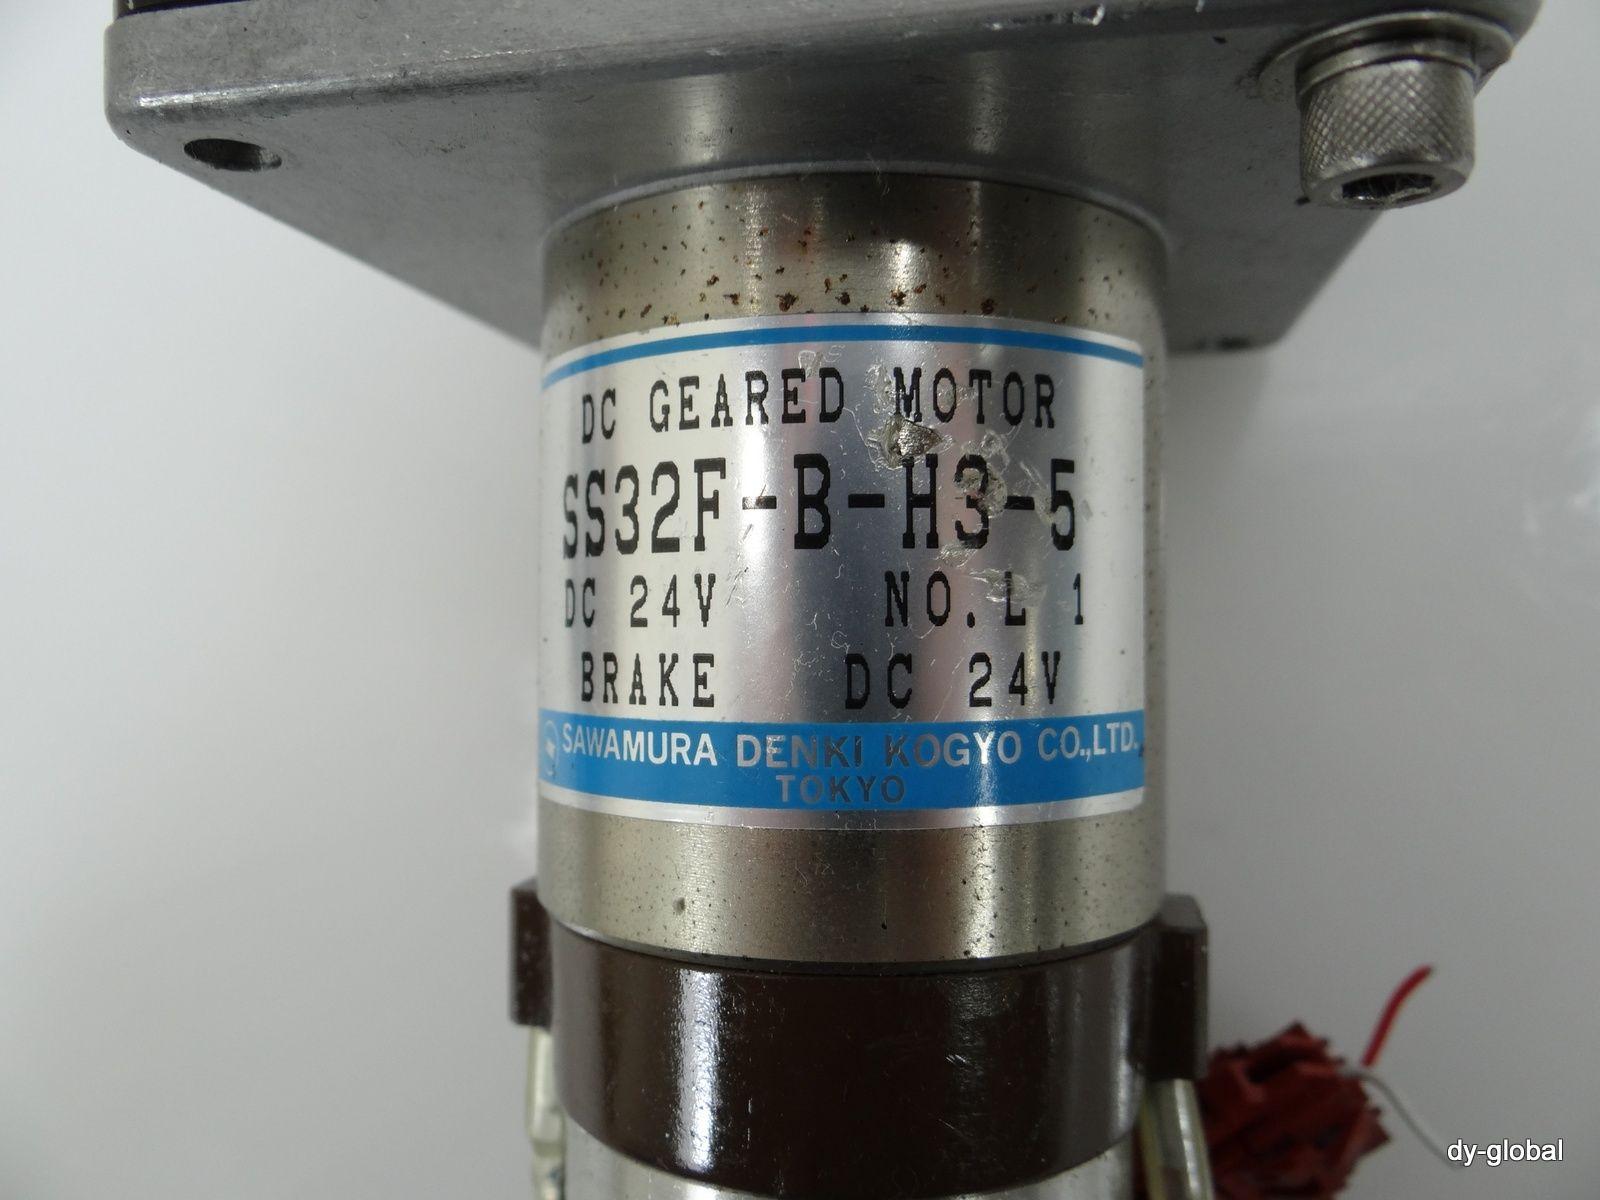 DC GEARED MOTOR
SS32F-B-H3-5
DC 24V NO.L 1
BRAKE DC 24V
SAWAMURA DENKI KOGYO CO.,LTD.
TOKYO
dy-global